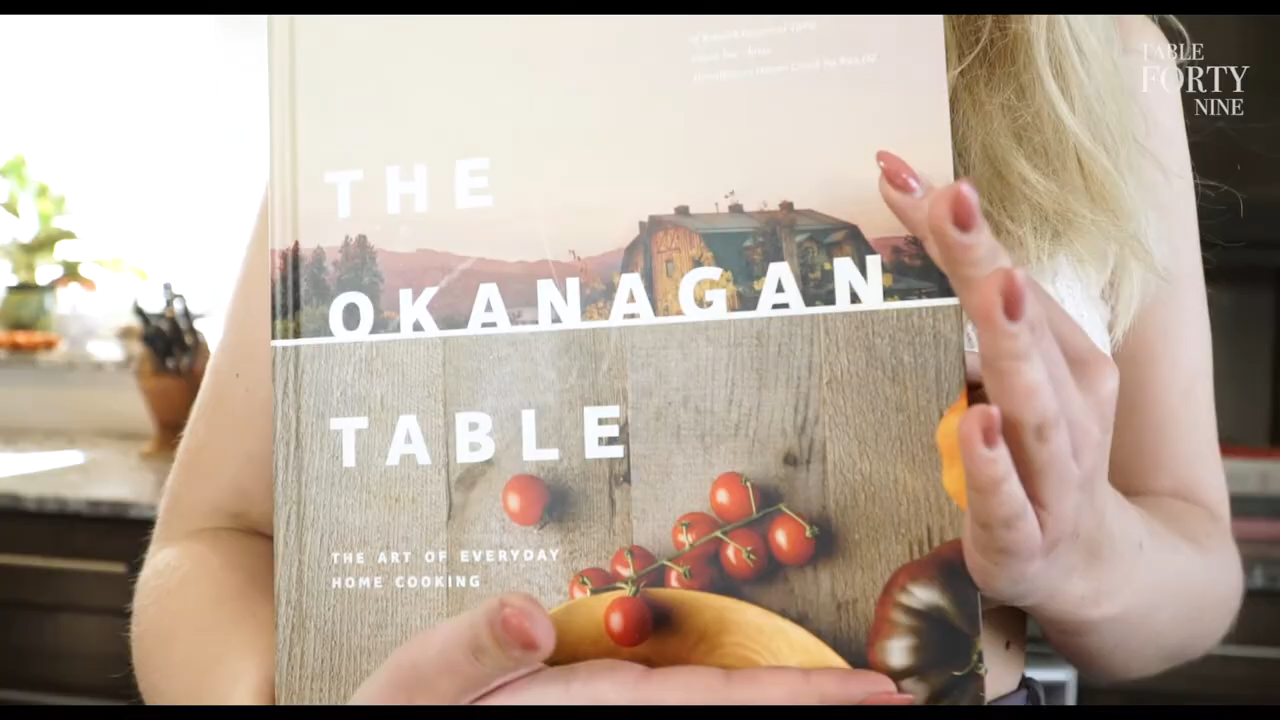 THE
OKANAGAN
TABLE
THE ART OF EVERYDAY
HOME COOKING
TABLE
FORTY
NINE